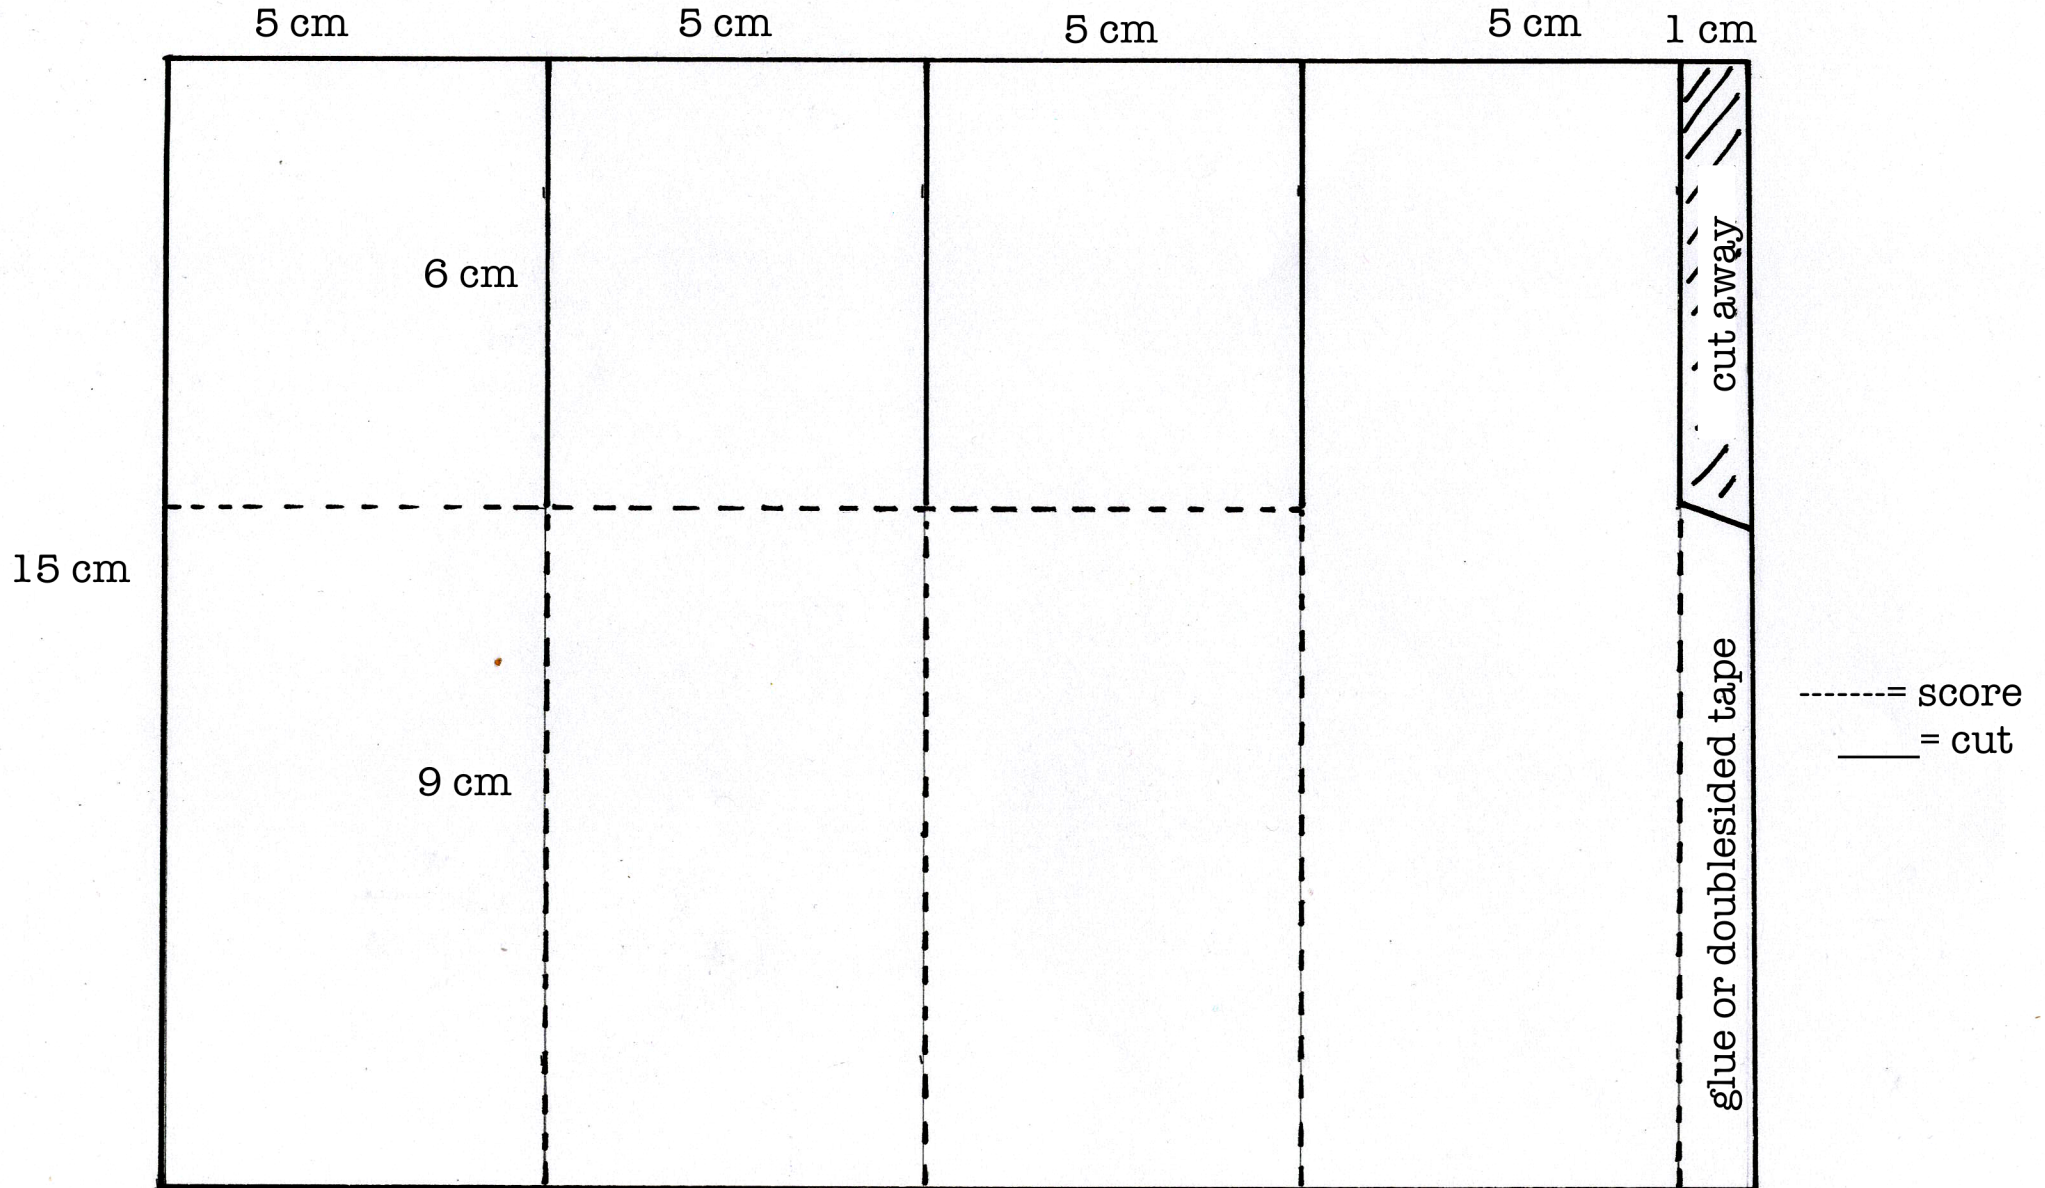 5 cm
5 cm
5 cm
5 cm
1 cm
6 cm
cut away
15 cm
-------= score
____= cut
9 cm
glue or doublesided tape